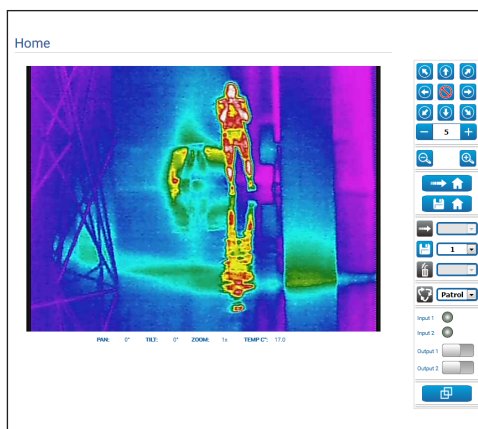 Home
5
1
Patrol
Input 1
Input 2
Output 1
Output 2
PAN: 0° TILT: 0° ZOOM: 1x TEMP C°: 17,0